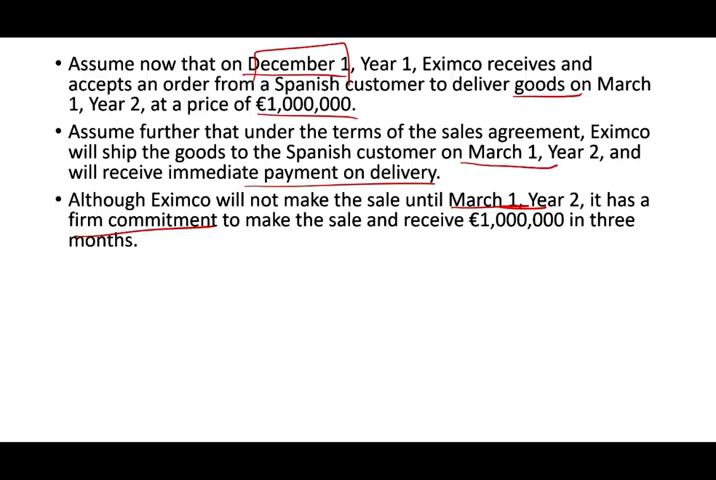 • Assume now that on December 1, Year 1, Eximco receives and
accepts an order from a Spanish customer to deliver goods on March
1, Year 2, at a price of €1,000,000.
• Assume further that under the terms of the sales agreement, Eximco
will ship the goods to the Spanish customer on March 1, Year 2, and
will receive immediate payment on delivery.
• Although Eximco will not make the sale until March 1, Year 2, it has a
firm commitment to make the sale and receive €1,000,000 in three
months.